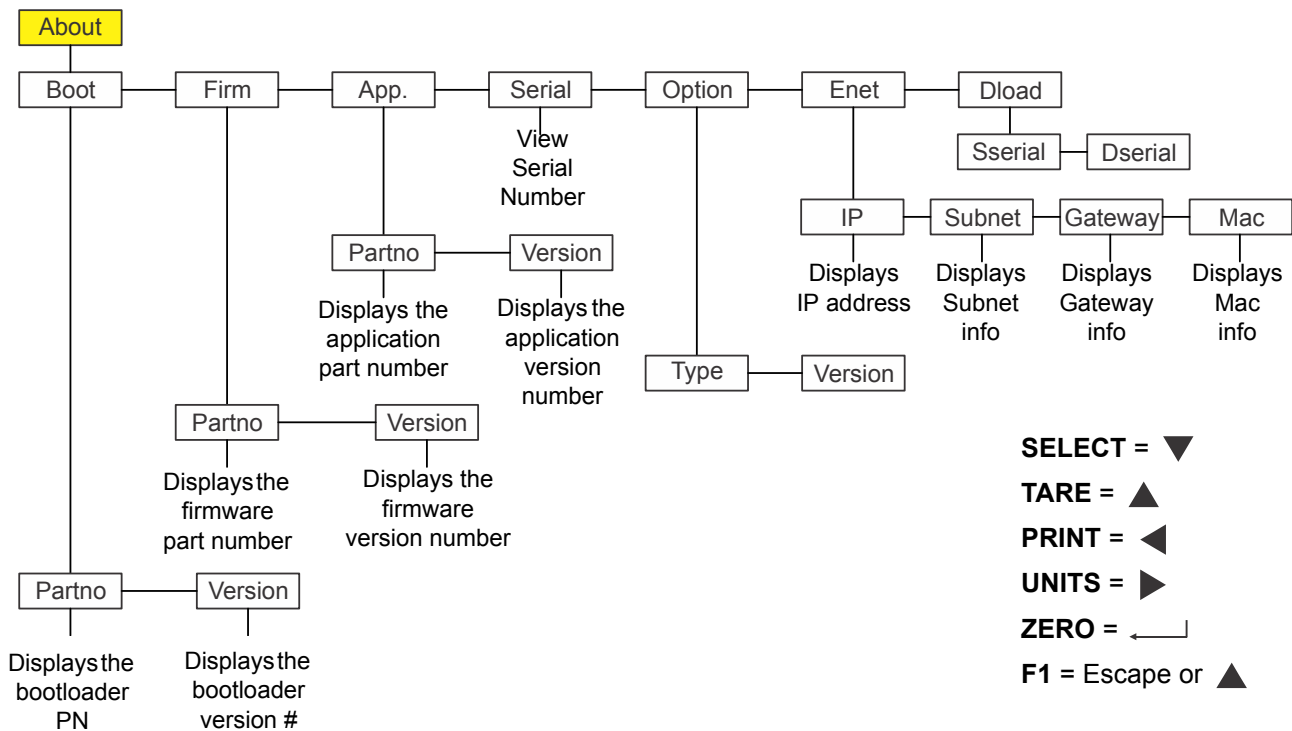 About
Boot
Firm
App.
Serial
Option
Enet
Dload
View
Serial
Number
Sserial
Dserial
IP
Subnet
Gateway
Mac
Displays
IP address
Displays
Subnet
info
Displays
Gateway
info
Displays
Mac
info
Partno
Version
Displays the
application
part number
Displays the
application
version
number
Type
Version
Partno
Version
Displays the
firmware
part number
Displays the
firmware
version number
Partno
Version
Displays the
bootloader
PN
Displays the
bootloader
version #
SELECT = ▼
TARE = ▲
PRINT = ◀
UNITS = ▶
ZERO = ↵
F1 = Escape or ▲